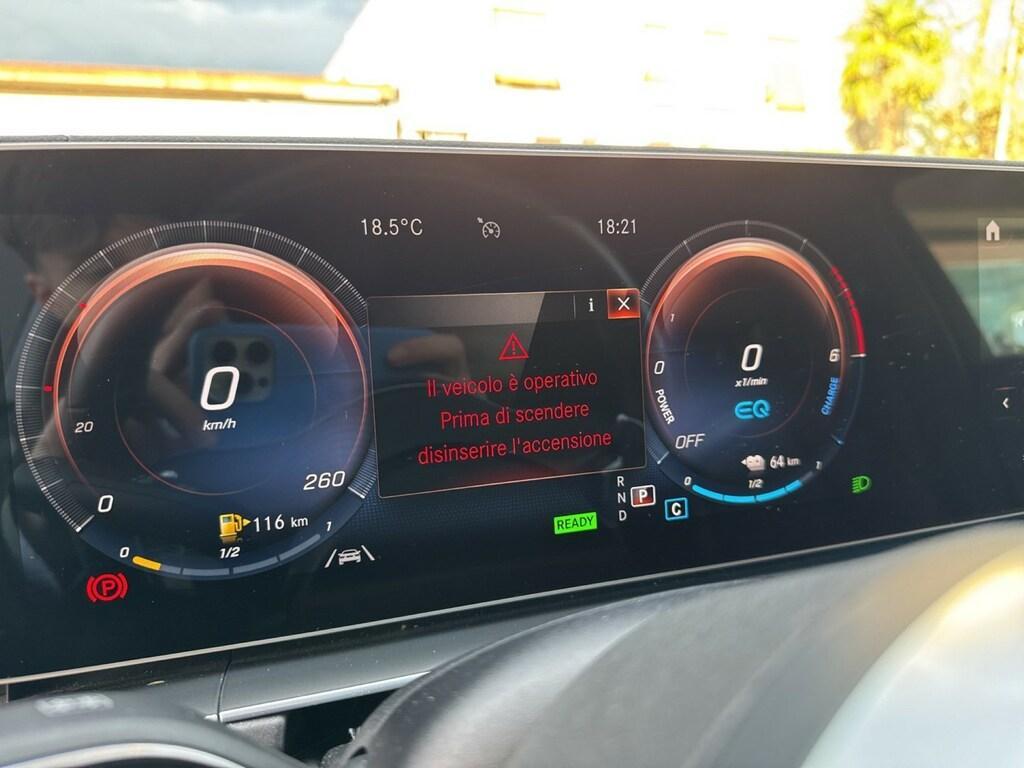 18.5°C
18:21
i
Il veicolo è operativo
Prima di scendere
disinserire l'accensione
0
km/h
20
0
260
116 km
0
1/2
1
P
READY
R
N
D
P
C
1
0
POWER
OFF
0
x1/min
EQ
6
CHARGE
64 km
0
1/2
1